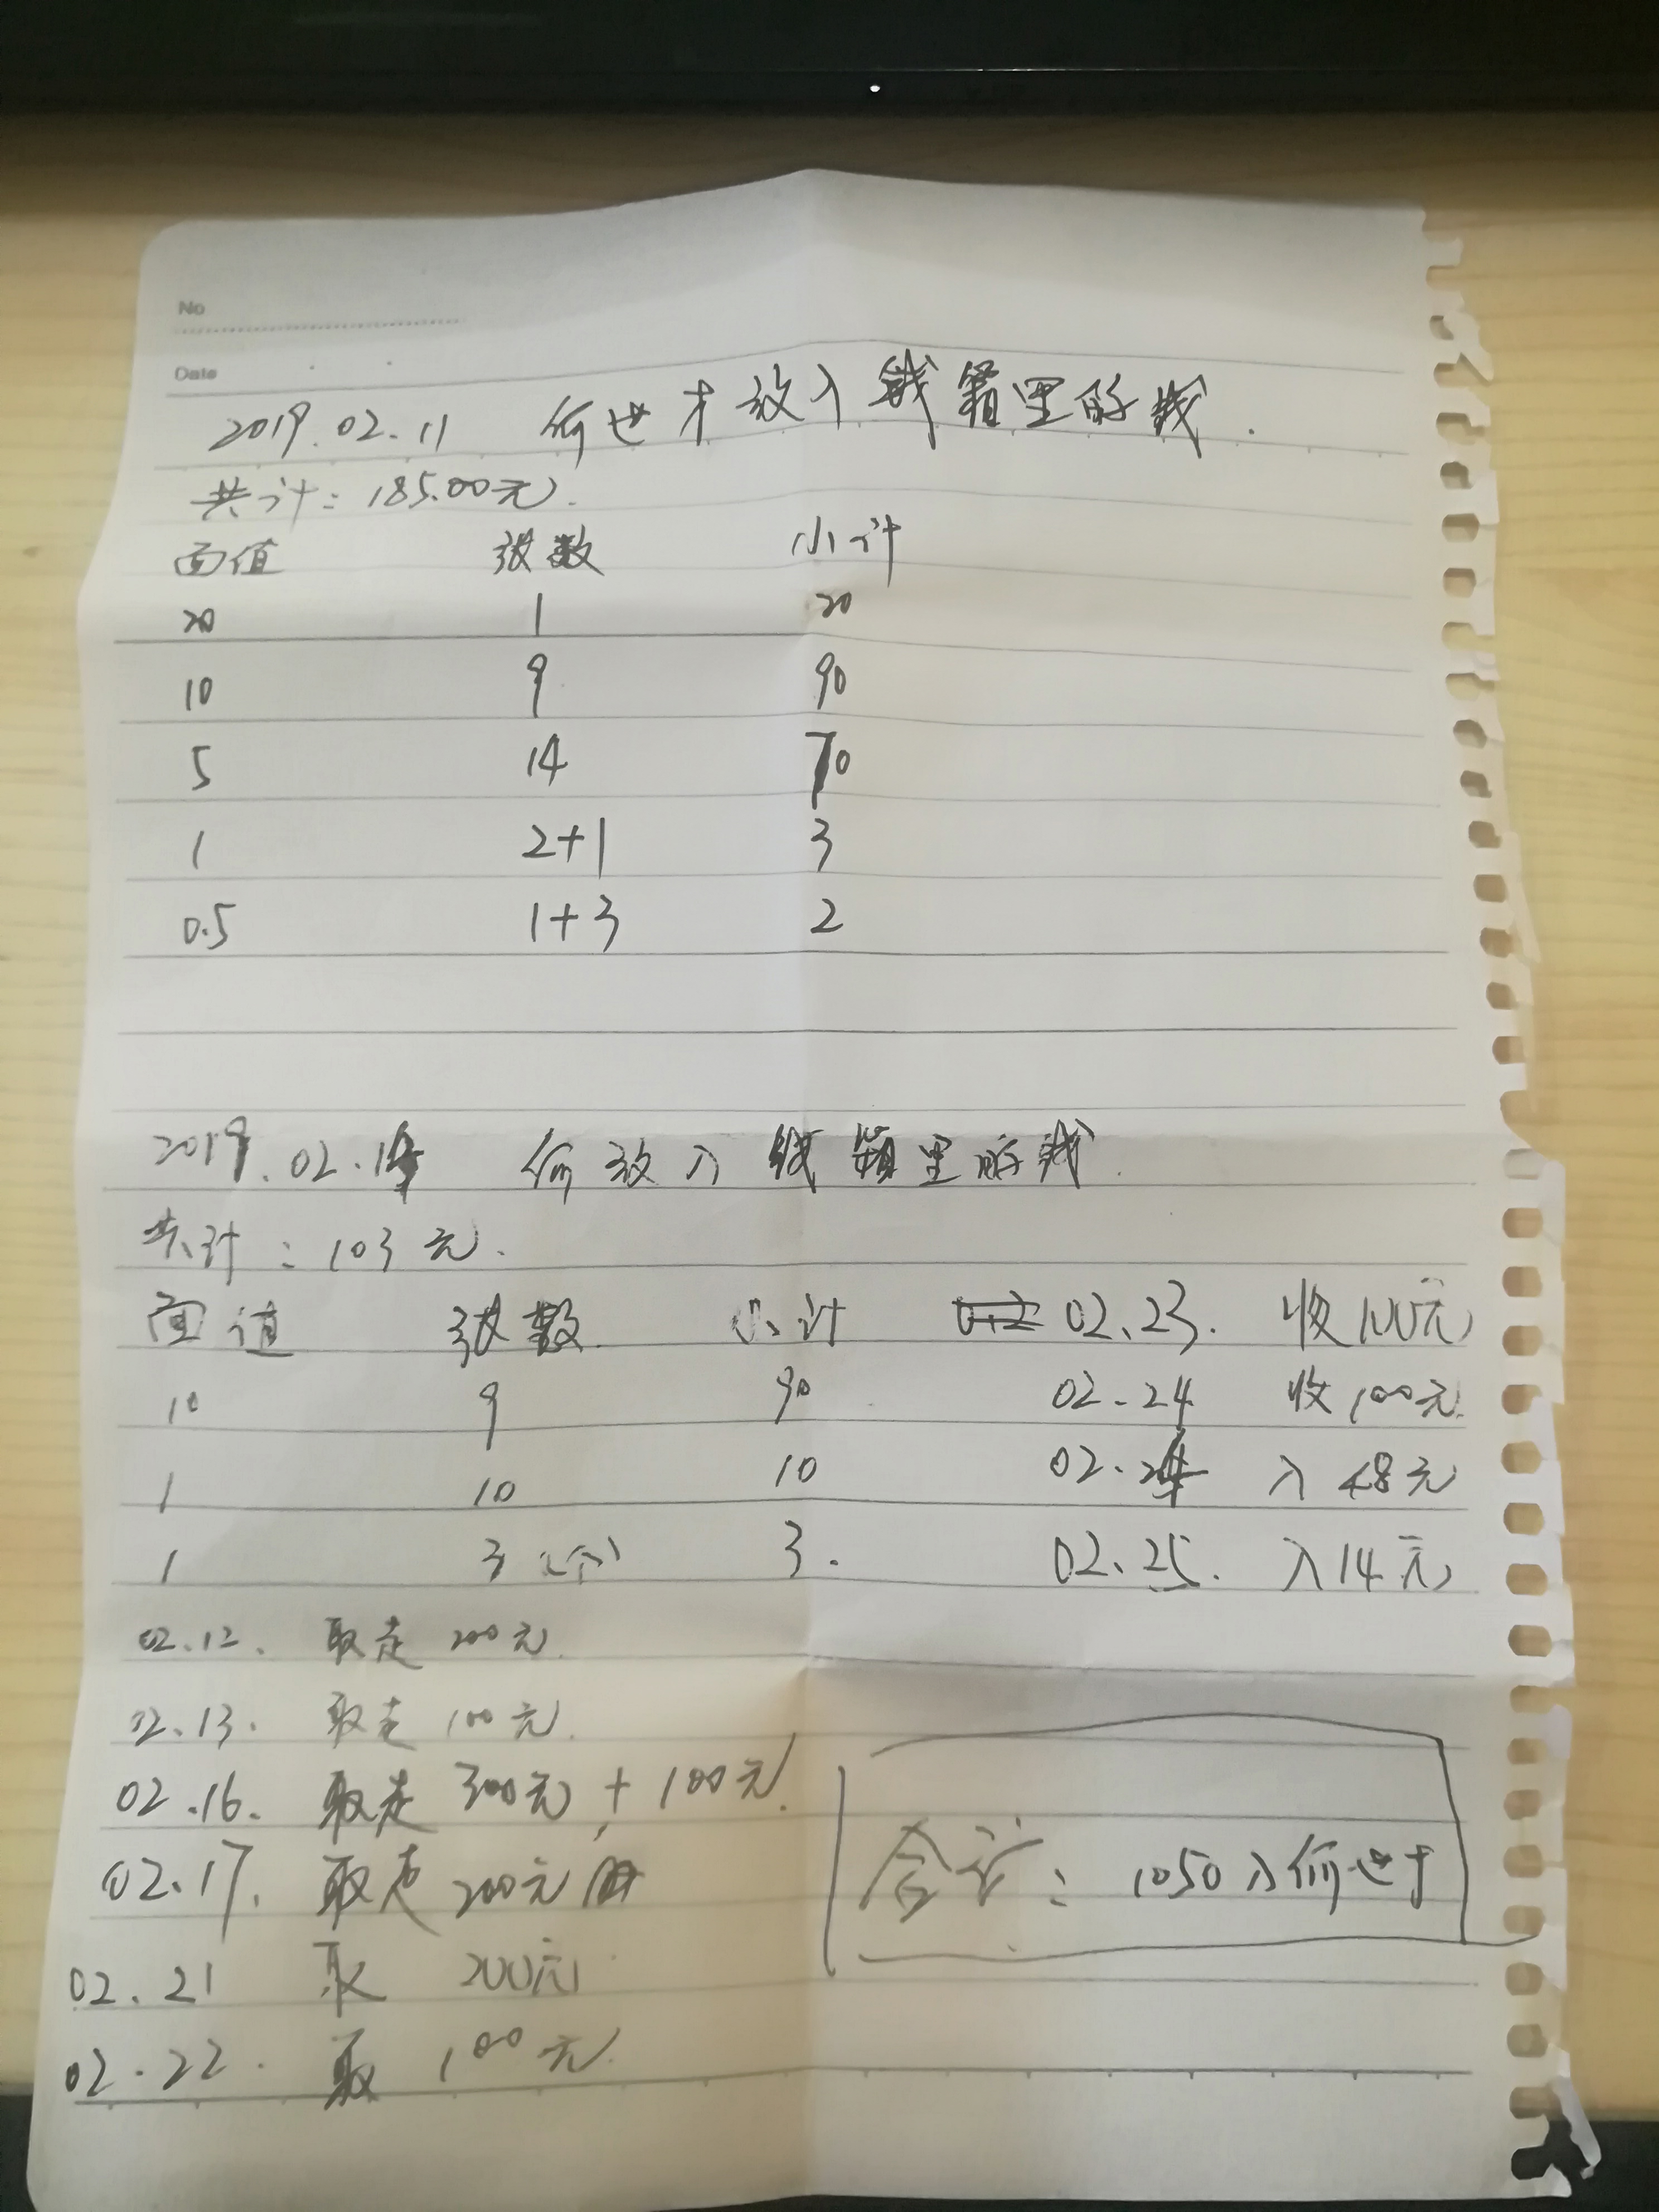 No
Date
2019.02.11 何世才放入钱箱里的钱.
共计:185.00元.
面值 张数 小计
20 1 20
10 9 90
5 14 70
1 2+1 3
0.5 1+3 2
2019.02.14 何放入钱箱里的钱.
共计:103元.
面值 张数 小计 02.23. 收100元
10 9 90 02.24 收100元
1 10 10 02.24 入48元
1 3(个) 3. 02.25. 入14元
02.12. 取走 200元.
02.13. 取走 100元.
02.16. 取走 300元+100元.
02.17. 取走 200元
合计:1050入何世才
02.21 取 200元
02.22. 取 100元.